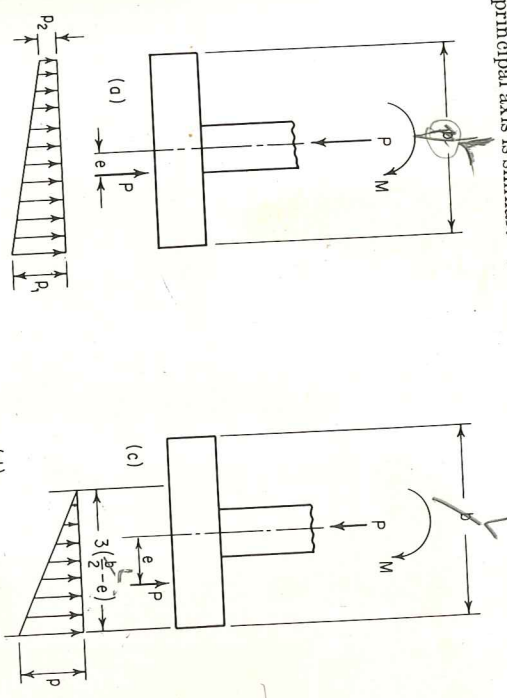 principal axis is similar
b
P
M
e
P
(a)
p₂
p₁
b
P
M
e
P
(c)
3(b/2 - e)
L
p